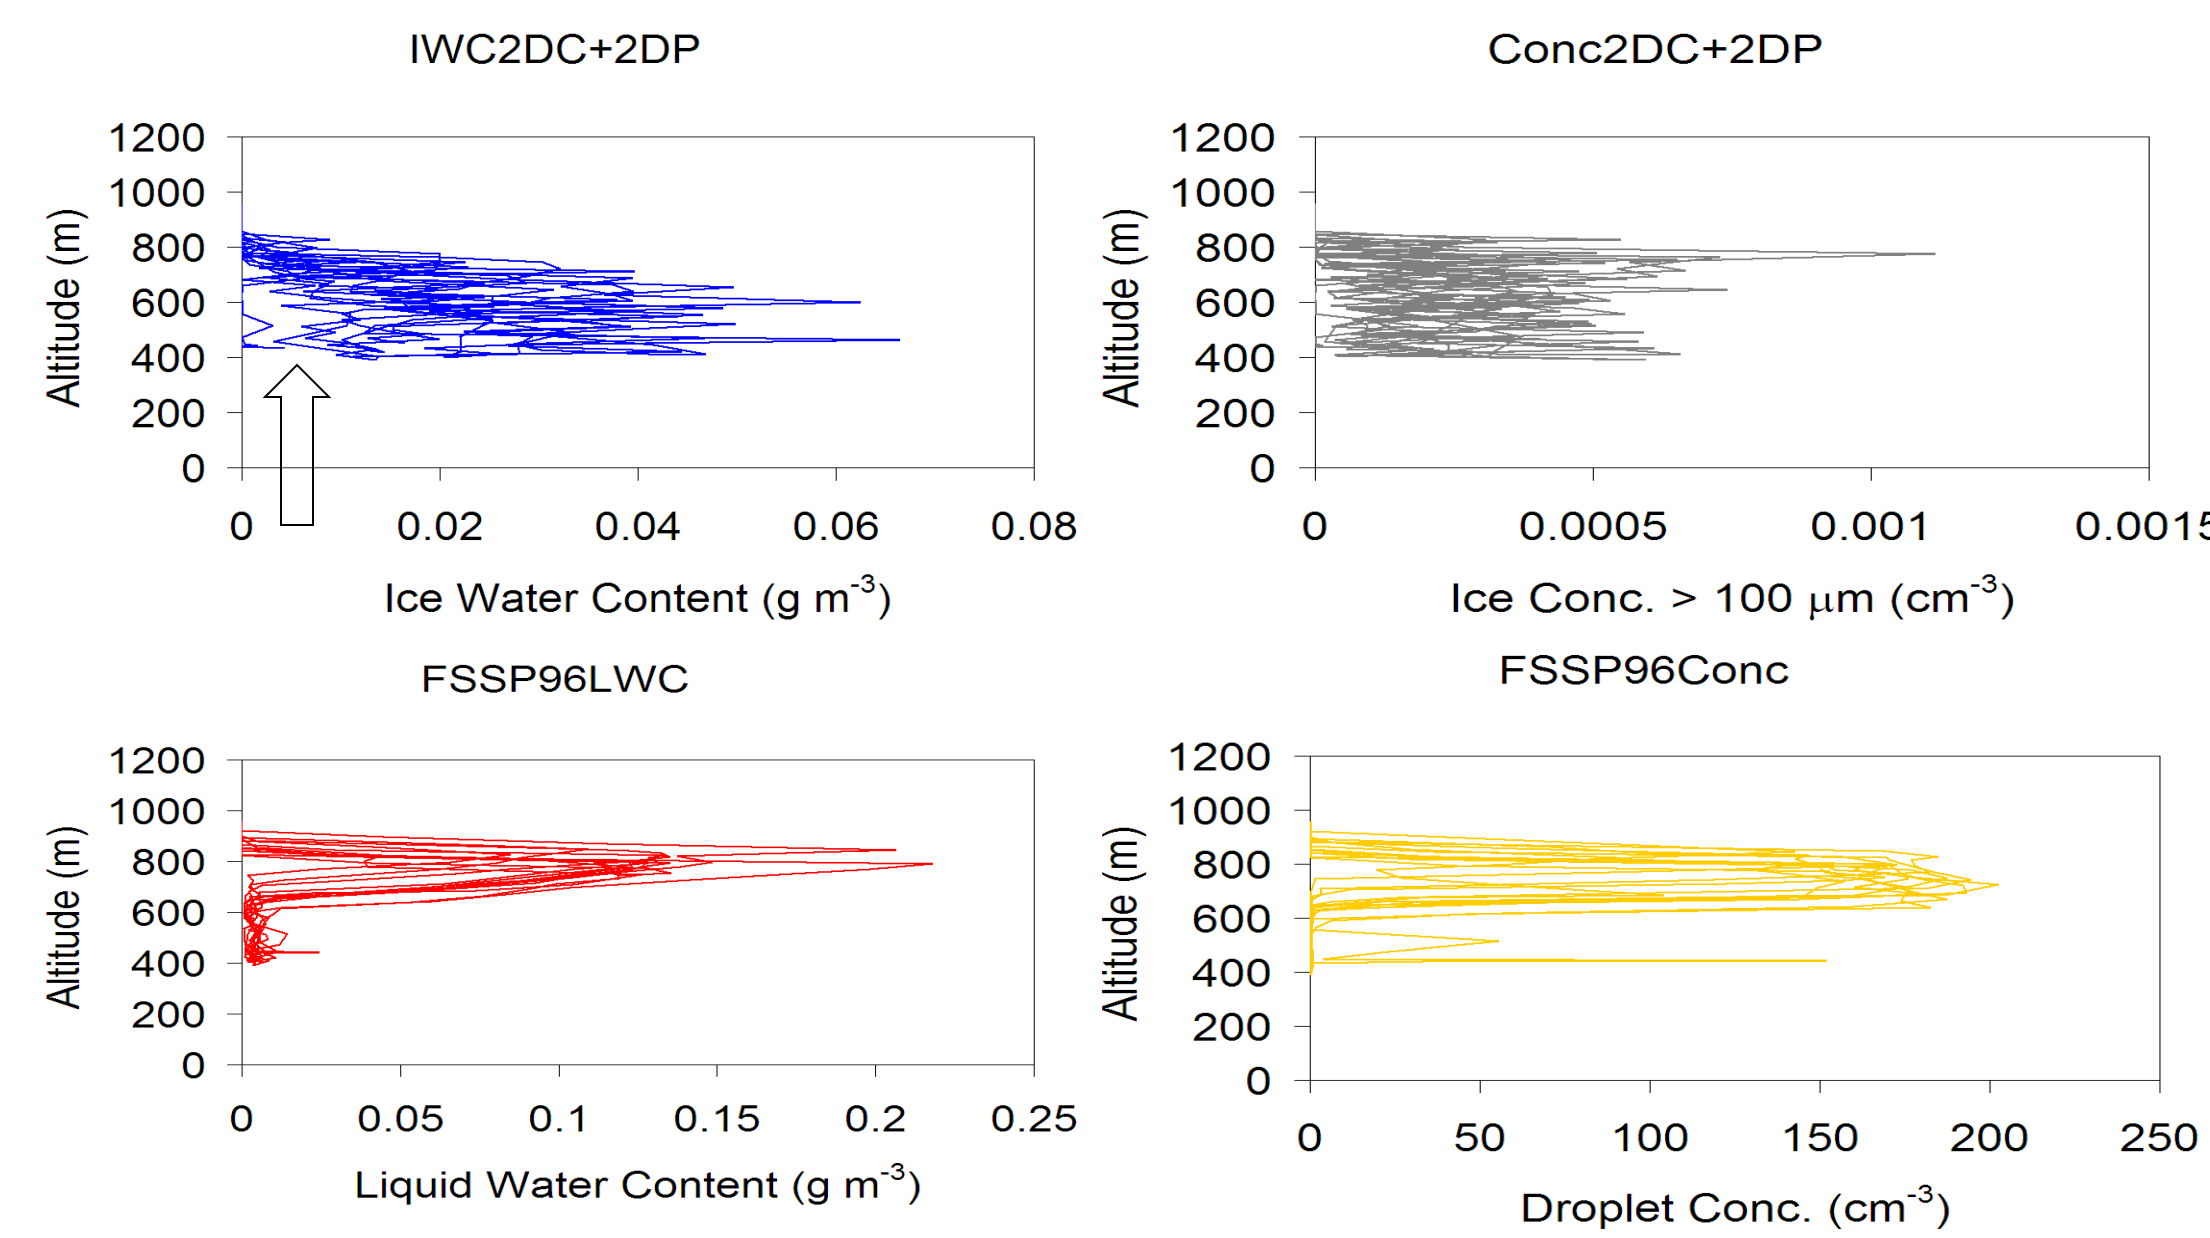 IWC2DC+2DP
Conc2DC+2DP
1200
1000
800
600
400
200
0
Altitude (m)
0 0.02 0.04 0.06 0.08
Ice Water Content (g m-3)
1200
1000
800
600
400
200
0
Altitude (m)
0 0.0005 0.001 0.0015
Ice Conc. > 100 μm (cm-3)
FSSP96LWC
FSSP96Conc
1200
1000
800
600
400
200
0
Altitude (m)
0 0.05 0.1 0.15 0.2 0.25
Liquid Water Content (g m-3)
1200
1000
800
600
400
200
0
Altitude (m)
0 50 100 150 200 250
Droplet Conc. (cm-3)